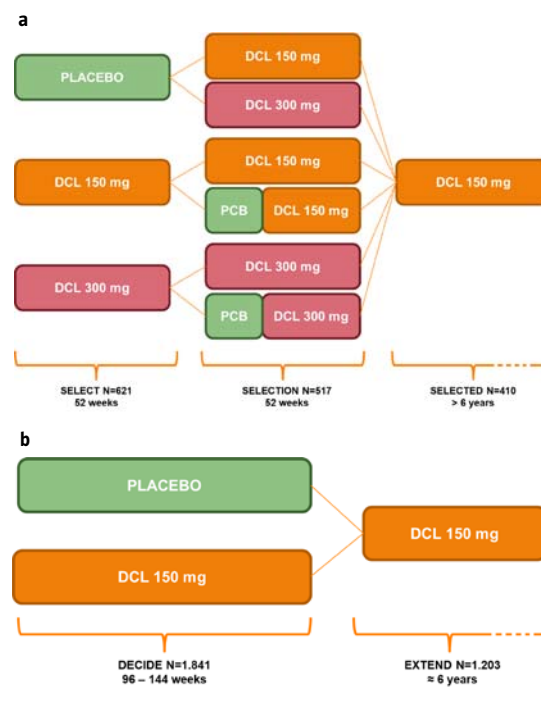 a
PLACEBO
DCL 150 mg
DCL 300 mg
DCL 150 mg
DCL 150 mg
PCB DCL 150 mg
DCL 150 mg
DCL 300 mg
DCL 300 mg
PCB DCL 300 mg
SELECT N=621
52 weeks
SELECTION N=517
52 weeks
SELECTED N=410
> 6 years
b
PLACEBO
DCL 150 mg
DCL 150 mg
DECIDE N=1.841
96 – 144 weeks
EXTEND N=1.203
≈ 6 years